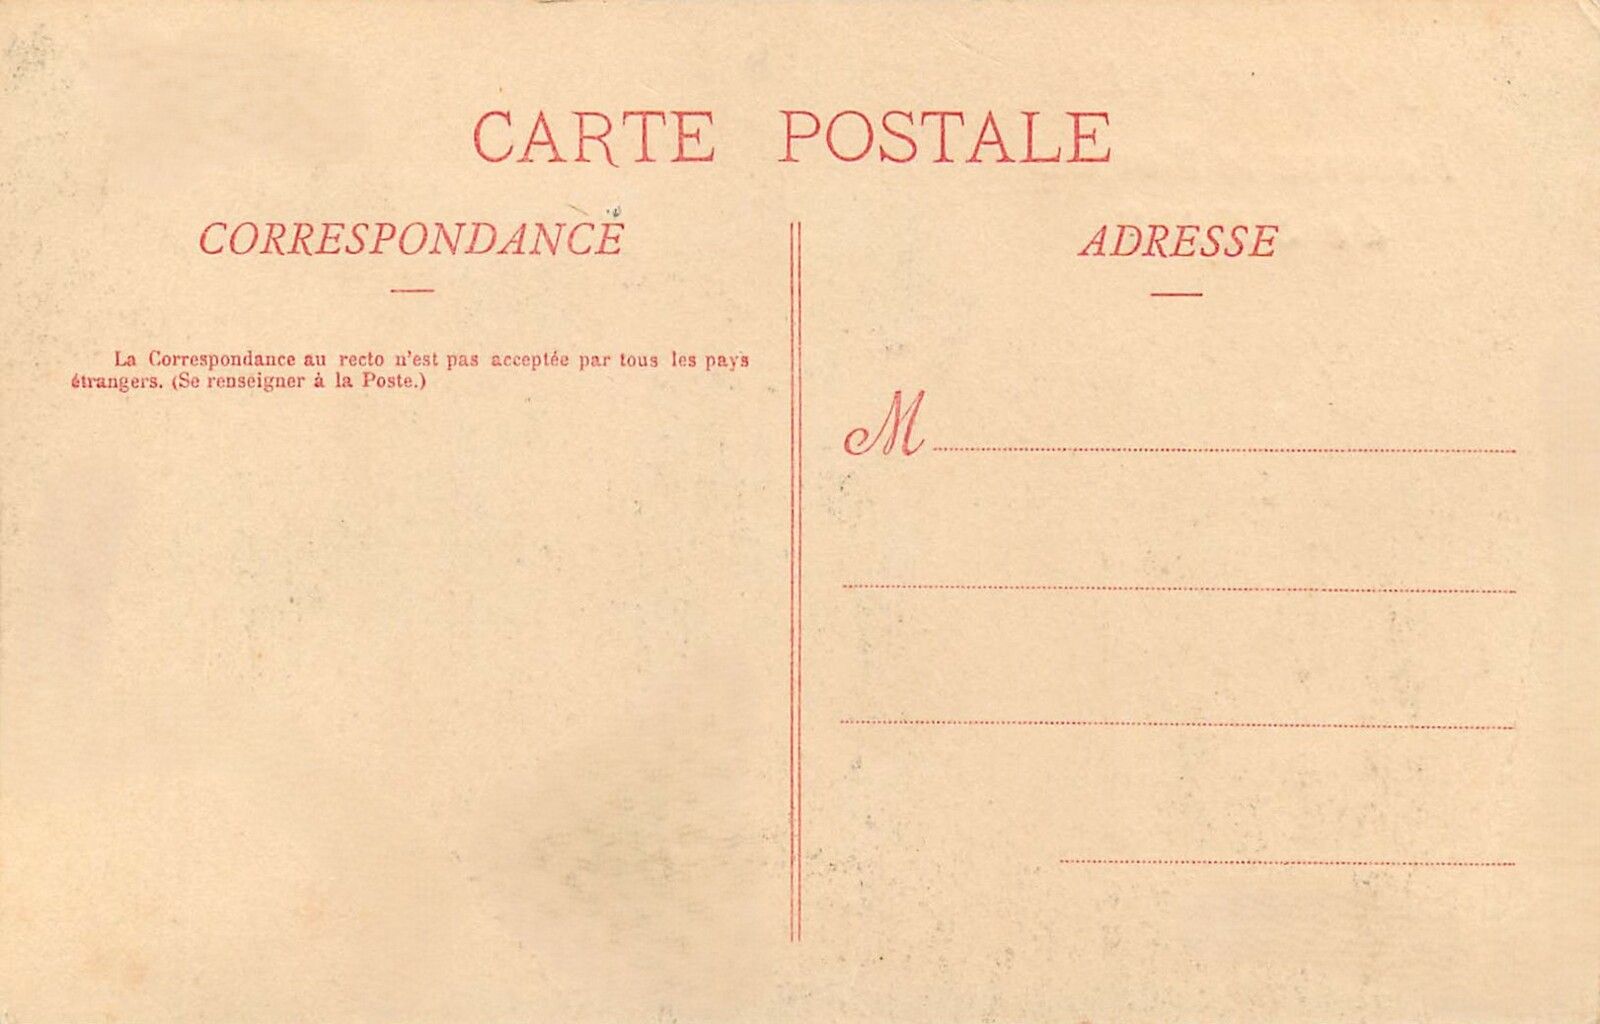 CARTE POSTALE
CORRESPONDANCE
La Correspondance au recto n'est pas acceptée par tous les pays
étrangers. (Se renseigner à la Poste.)
ADRESSE
M